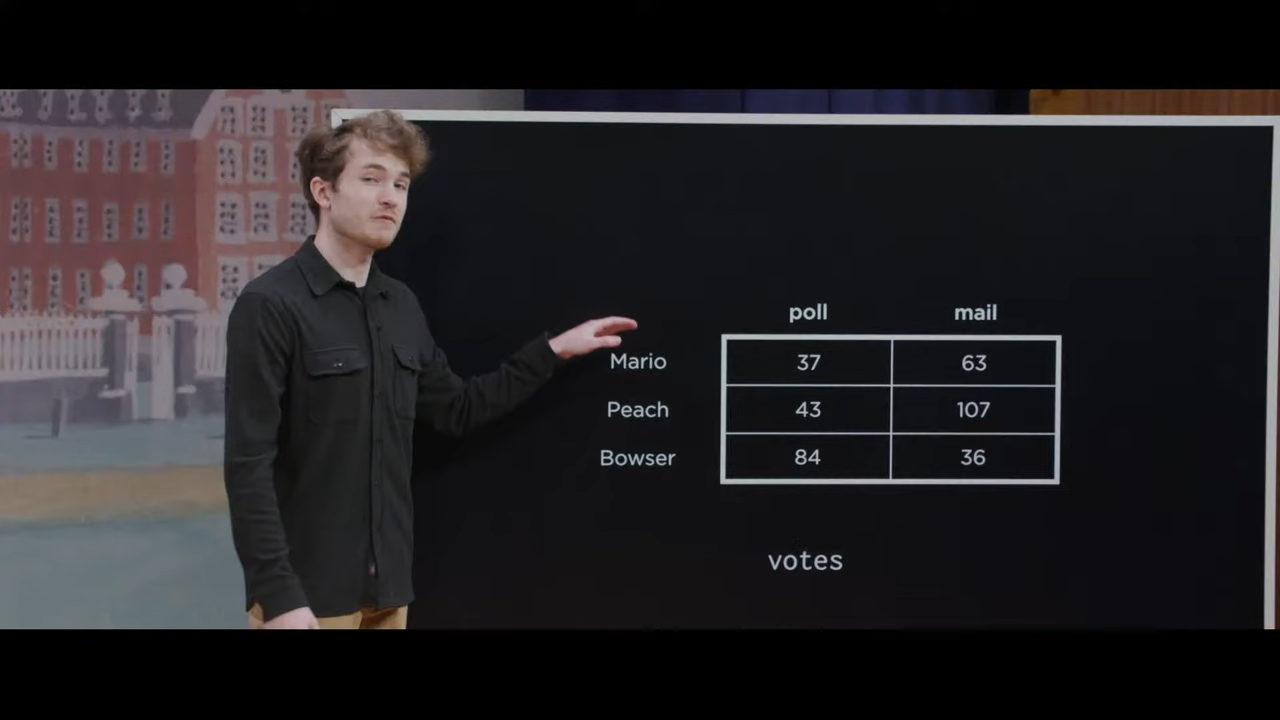 poll mail
Mario 37 63
Peach 43 107
Bowser 84 36
votes